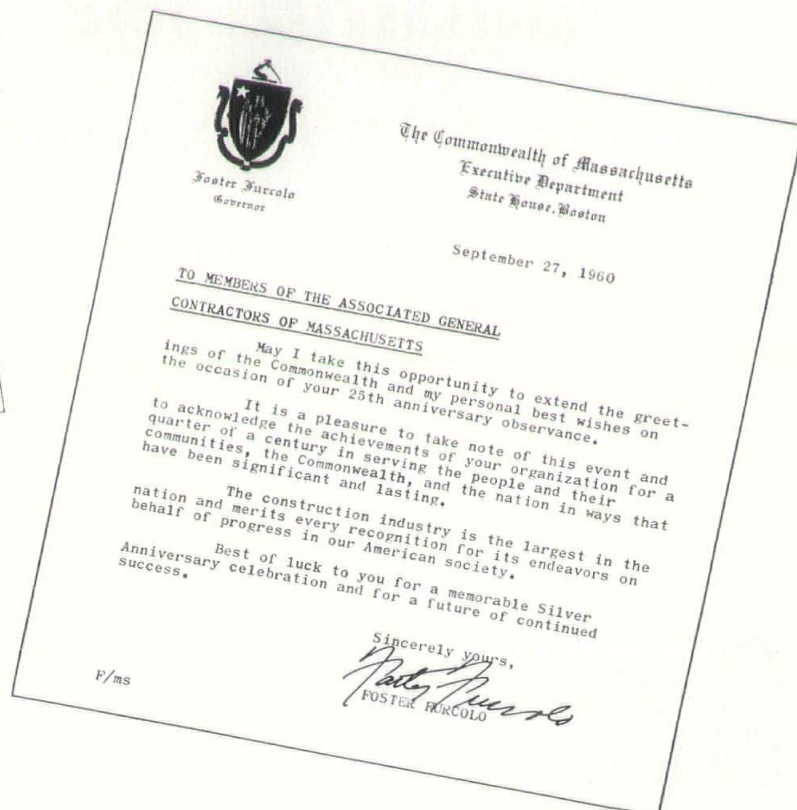 Foster Furcolo
Governor
The Commonwealth of Massachusetts
Executive Department
State House, Boston
September 27, 1960
TO MEMBERS OF THE ASSOCIATED GENERAL
CONTRACTORS OF MASSACHUSETTS
May I take this opportunity to extend the greet-
ings of the Commonwealth and my personal best wishes on
the occasion of your 25th anniversary observance.
It is a pleasure to take note of this event and
to acknowledge the achievements of your organization for a
quarter of a century in serving the people and their
communities, the Commonwealth, and the nation in ways that
have been significant and lasting.
The construction industry is the largest in the
nation and merits every recognition for its endeavors on
behalf of progress in our American society.
Best of luck to you for a memorable Silver
Anniversary celebration and for a future of continued
success.
Sincerely yours,
Foster Furcolo
FOSTER FURCOLO
F/ms